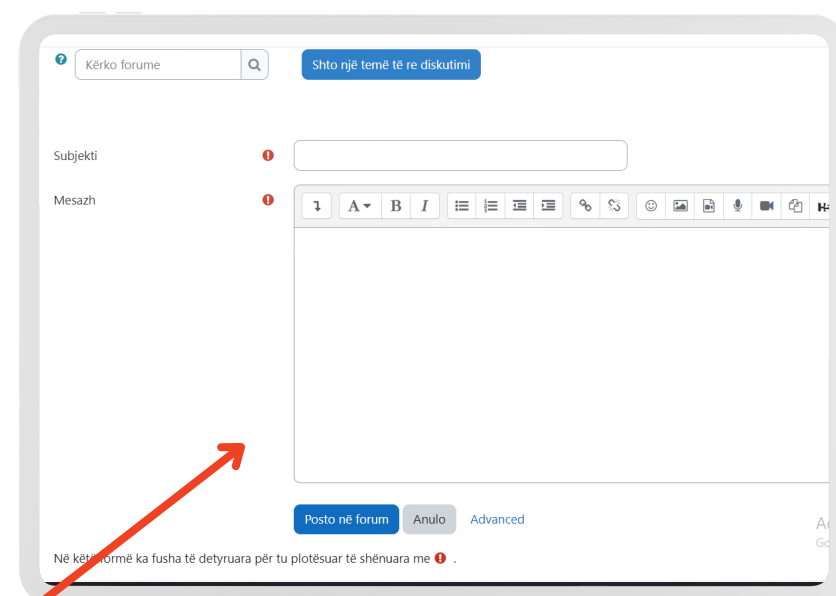 Kërko forume
Shto një temë të re diskutimi
Subjekti
Mesazh
Posto në forum Anulo Advanced
Në këtë formë ka fusha të detyruara për tu plotësuar të shënuara me .